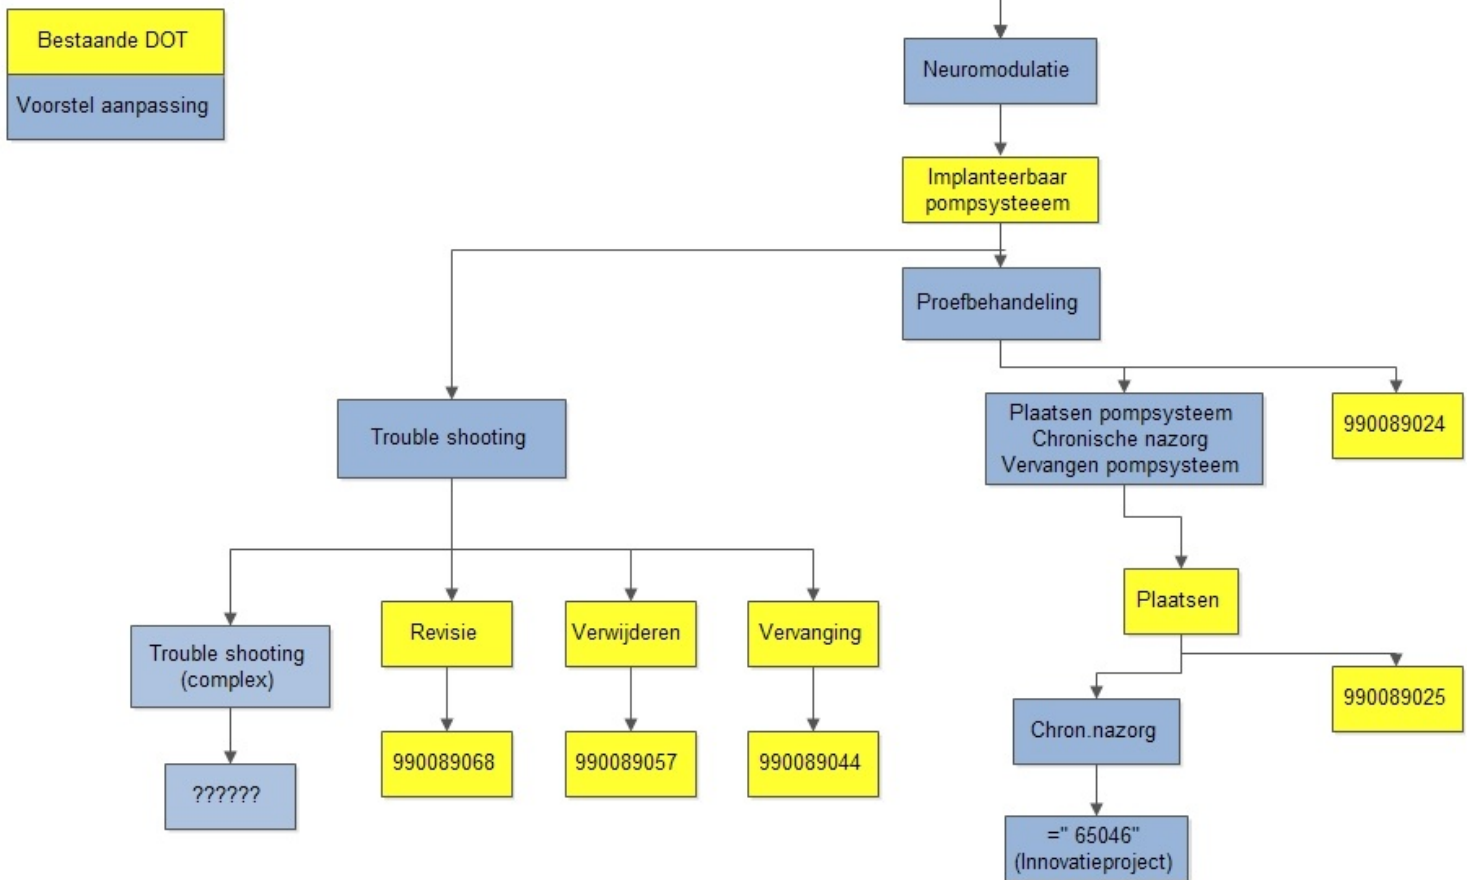 Bestaande DOT
Voorstel aanpassing
Neuromodulatie
Implanteerbaar
pompsysteeem
Proefbehandeling
Trouble shooting
Plaatsen pompsysteem
Chronische nazorg
Vervangen pompsysteem
990089024
Plaatsen
Trouble shooting
(complex)
Revisie
Verwijderen
Vervanging
990089025
Chron.nazorg
??????
990089068
990089057
990089044
=" 65046"
(Innovatieproject)